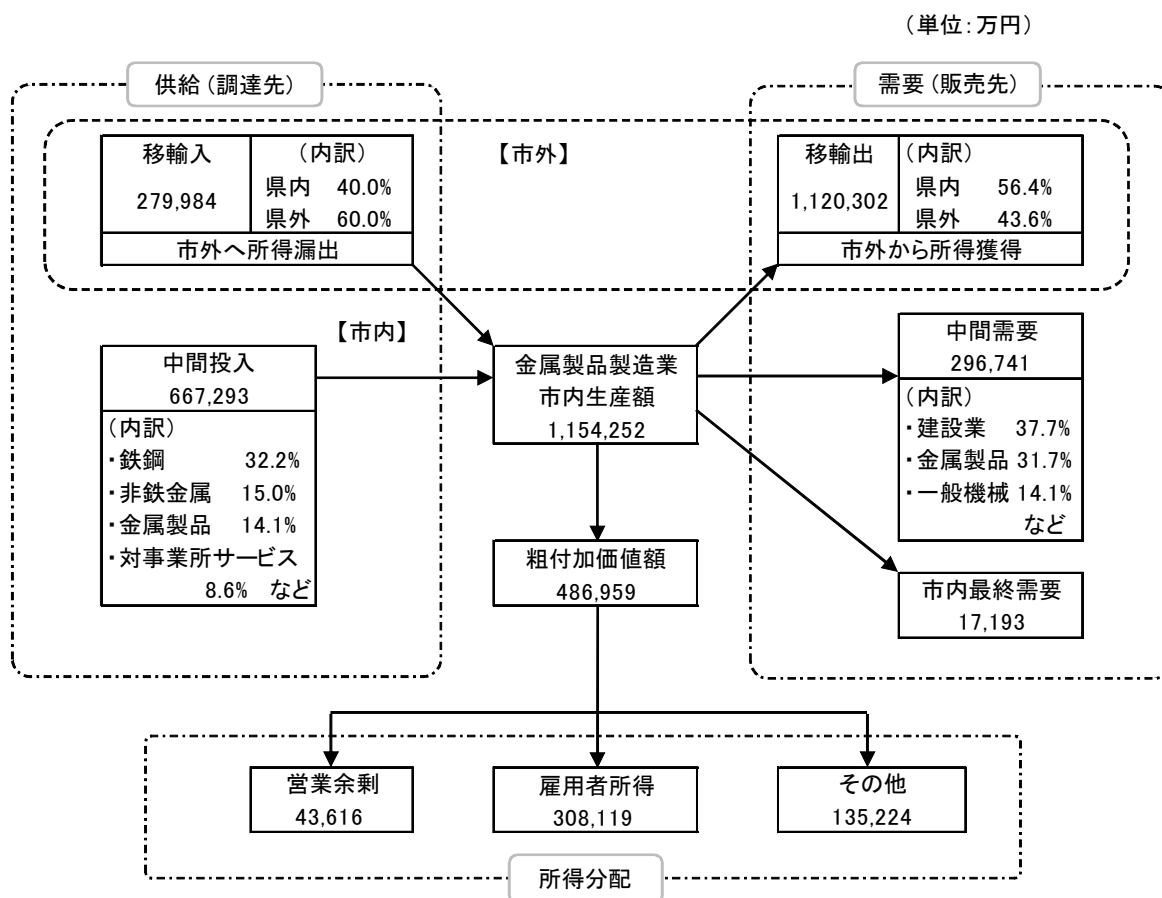 （単位：万円）
供給（調達先）
需要（販売先）
【市外】
移輸入
279,984
（内訳）
県内 40.0%
県外 60.0%
市外へ所得漏出
移輸出
1,120,302
（内訳）
県内 56.4%
県外 43.6%
市外から所得獲得
【市内】
中間投入
667,293
（内訳）
・鉄鋼 32.2%
・非鉄金属 15.0%
・金属製品 14.1%
・対事業所サービス
8.6% など
金属製品製造業
市内生産額
1,154,252
中間需要
296,741
（内訳）
・建設業 37.7%
・金属製品 31.7%
・一般機械 14.1%
など
粗付加価値額
486,959
市内最終需要
17,193
営業余剰
43,616
雇用者所得
308,119
その他
135,224
所得分配